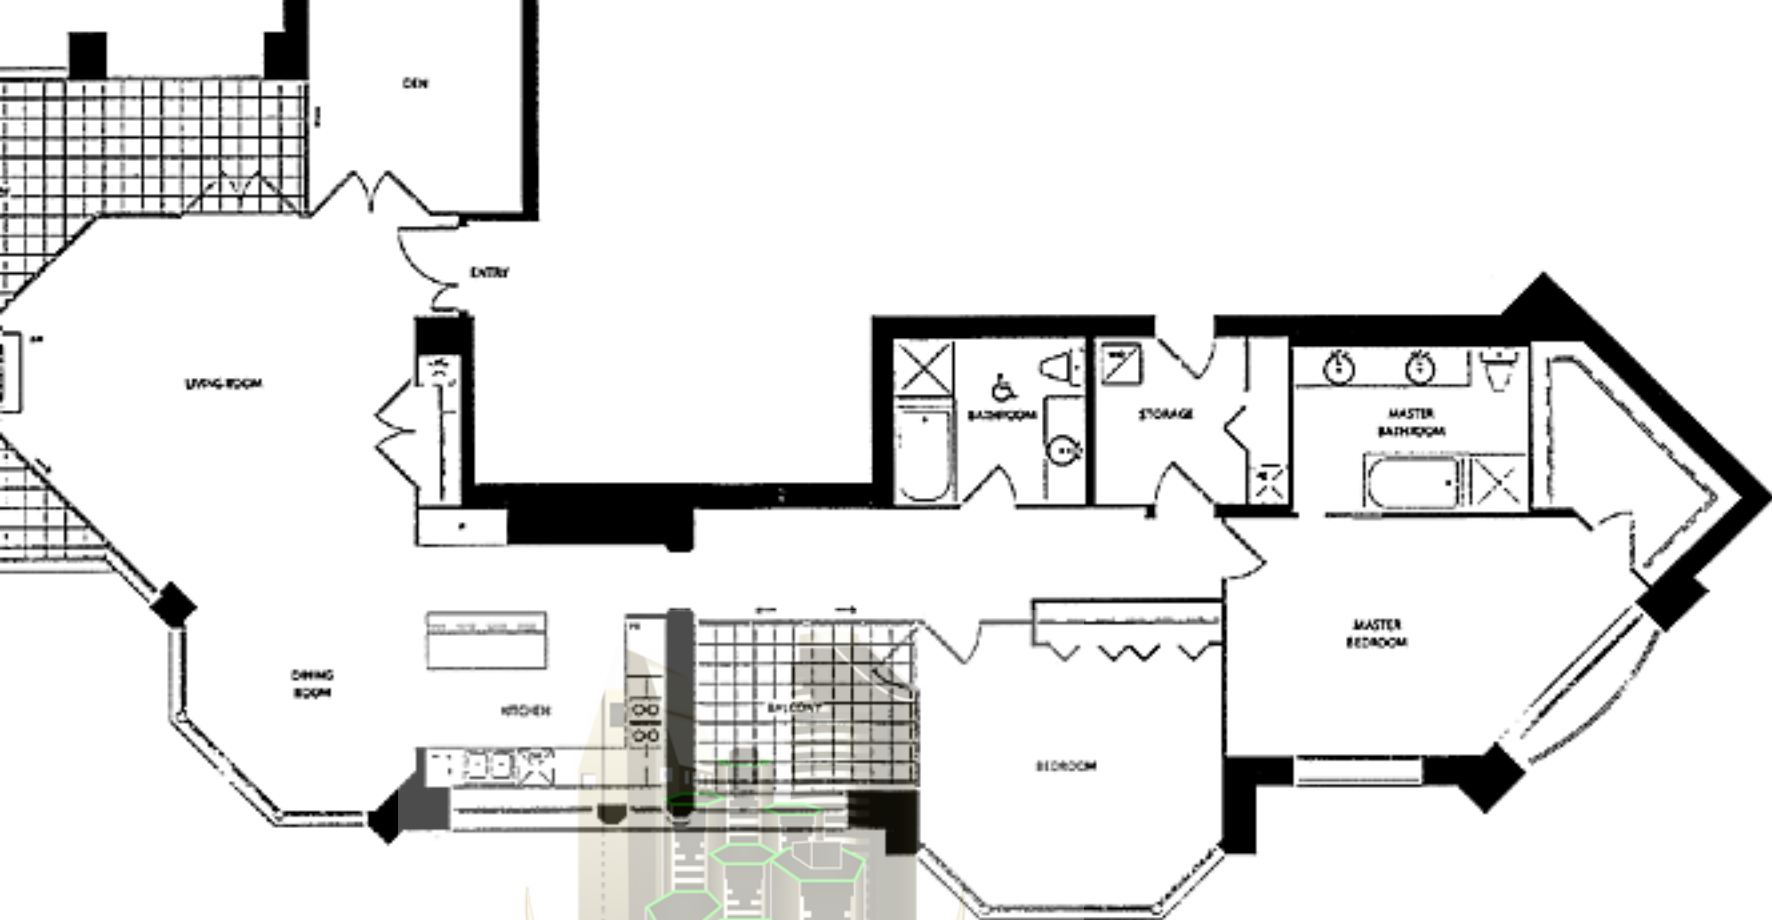 DEN
ENTRY
LIVING ROOM
BATHROOM
STORAGE
MASTER
BATHROOM
MASTER
BEDROOM
DINING
ROOM
KITCHEN
BALCONY
BEDROOM